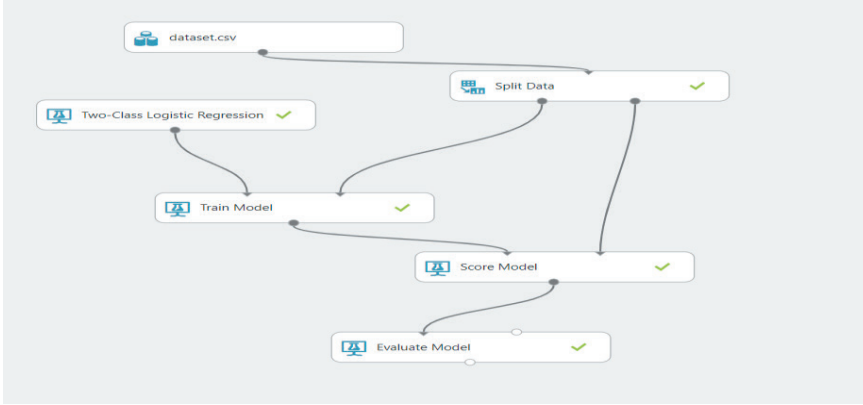 dataset.csv
Split Data
Two-Class Logistic Regression
Train Model
Score Model
Evaluate Model